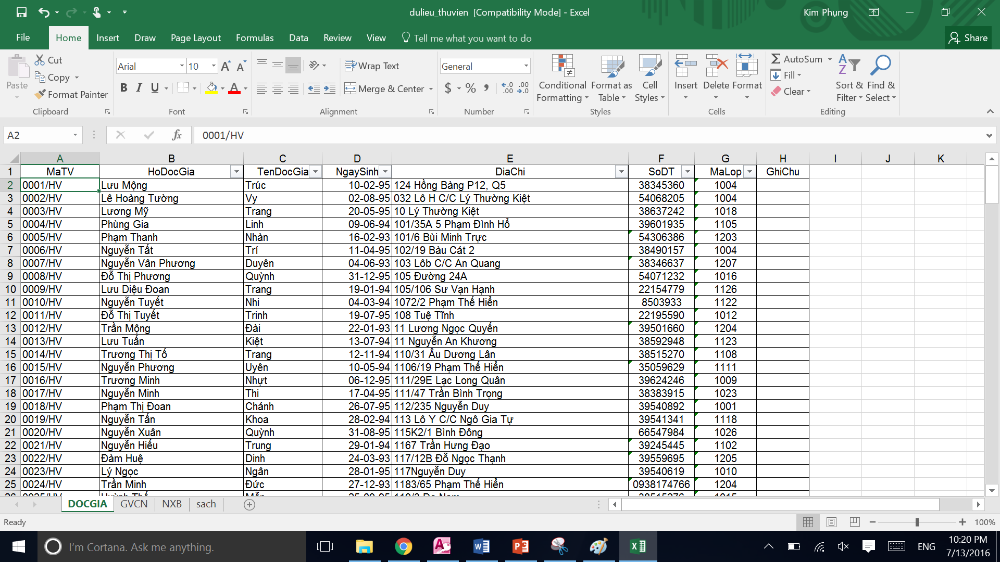 dulieu_thuvien [Compatibility Mode] - Excel
Kim Phụng
File Home Insert Draw Page Layout Formulas Data Review View Tell me what you want to do Share
Paste
Cut
Copy
Format Painter
Clipboard
Arial 10
B I U
Font
Wrap Text
Merge & Center
Alignment
General
$ % ,
Number
Conditional Formatting
Format as Table
Cell Styles
Styles
Insert Delete Format
Cells
AutoSum
Fill
Clear
Sort & Filter
Find & Select
Editing
A2 fx 0001/HV
A B C D E F G H I J K
1 MaTV HoDocGia TenDocGia NgaySinh DiaChi SoDT MaLop GhiChu
2 0001/HV Lưu Mộng Trúc 10-02-95 124 Hồng Bàng P12, Q5 38345360 1004
3 0002/HV Lê Hoàng Tường Vy 02-08-95 032 Lô H C/C Lý Thường Kiệt 54068205 1004
4 0003/HV Lương Mỹ Trang 20-05-95 10 Lý Thường Kiệt 38637242 1018
5 0004/HV Phùng Gia Linh 09-06-94 101/35A 5 Phạm Đình Hổ 39601935 1105
6 0005/HV Phạm Thanh Nhàn 16-02-93 101/6 Bùi Minh Trực 54306386 1203
7 0006/HV Nguyễn Tất Trí 11-04-95 102/19 Bàu Cát 2 38490157 1004
8 0007/HV Nguyễn Vân Phương Duyên 04-06-93 103 Lôb C/C An Quang 38346637 1207
9 0008/HV Đỗ Thị Phương Quỳnh 31-12-95 105 Đường 24A 54071232 1016
10 0009/HV Lưu Diệu Đoan Trang 19-01-94 105/106 Sư Vạn Hạnh 22154779 1126
11 0010/HV Nguyễn Tuyết Nhi 04-03-94 1072/2 Phạm Thế Hiển 8503933 1122
12 0011/HV Đỗ Thị Tuyết Trinh 19-07-95 108 Tuệ Tĩnh 22195590 1012
13 0012/HV Trần Mộng Đài 22-01-93 11 Lương Ngọc Quyến 39501660 1204
14 0013/HV Lưu Tuấn Kiệt 13-07-94 11 Nguyễn An Khương 38592948 1123
15 0014/HV Trương Thị Tố Trang 12-11-94 110/31 Âu Dương Lân 38515270 1108
16 0015/HV Nguyễn Phương Uyên 10-05-94 1106/19 Phạm Thế Hiển 35059629 1111
17 0016/HV Trương Minh Nhựt 06-12-95 111/29E Lạc Long Quân 39624246 1009
18 0017/HV Nguyễn Minh Thi 17-04-95 111/47 Trần Bình Trọng 38383915 1023
19 0018/HV Phạm Thị Đoan Chánh 26-07-95 112/235 Nguyễn Duy 39540892 1001
20 0019/HV Nguyễn Tấn Khoa 28-02-94 113 Lô Y C/C Ngô Gia Tự 39541341 1118
21 0020/HV Nguyễn Xuân Quỳnh 31-08-95 115K2/1 Bình Đông 66547984 1026
22 0021/HV Nguyễn Hiếu Trung 29-01-94 1167 Trần Hưng Đạo 39245445 1102
23 0022/HV Đàm Huệ Dinh 24-03-93 117/12B Đỗ Ngọc Thạnh 39559695 1205
24 0023/HV Lý Ngọc Ngân 28-01-95 117Nguyễn Duy 39540619 1010
25 0024/HV Trần Minh Đức 27-12-93 1183/65 Phạm Thế Hiển 0938174766 1204
DOCGIA GVCN NXB sach
Ready 100%
I'm Cortana. Ask me anything.
ENG
10:20 PM
7/13/2016